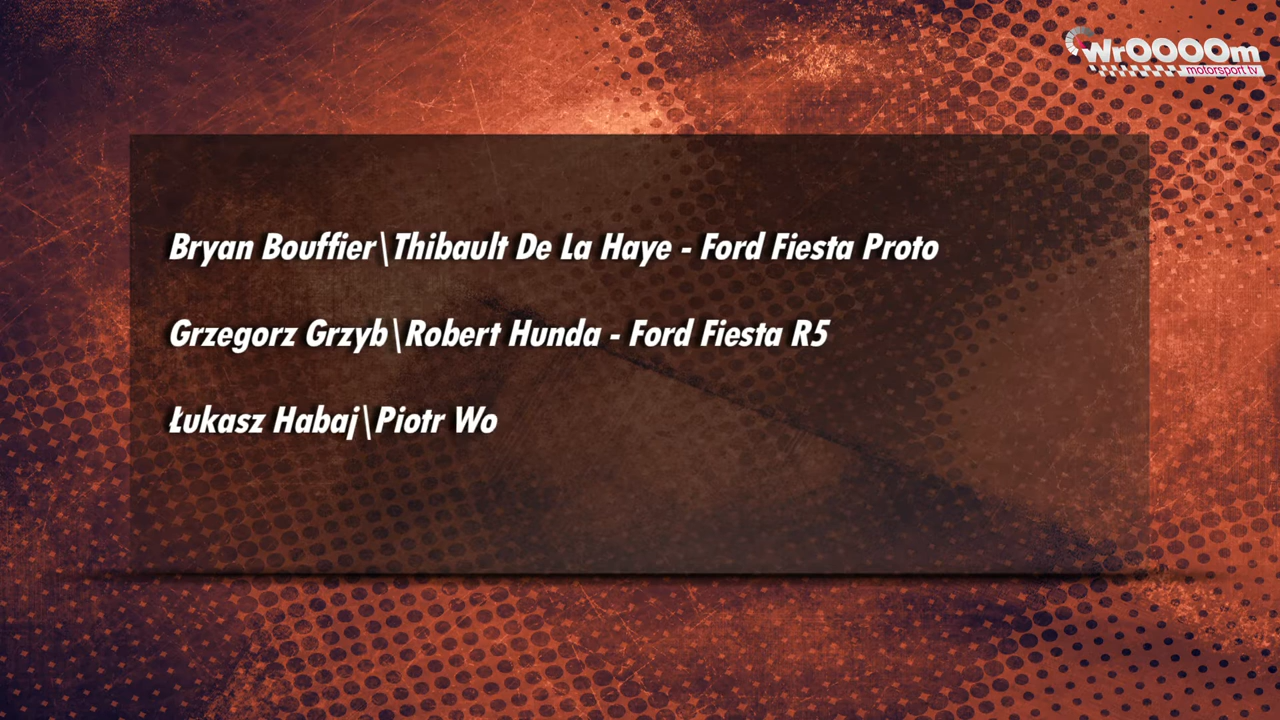 wrOOOOm
motorsport tv
Bryan Bouffier\Thibault De La Haye - Ford Fiesta Proto
Grzegorz Grzyb\Robert Hunda - Ford Fiesta R5
Łukasz Habaj\Piotr Wo